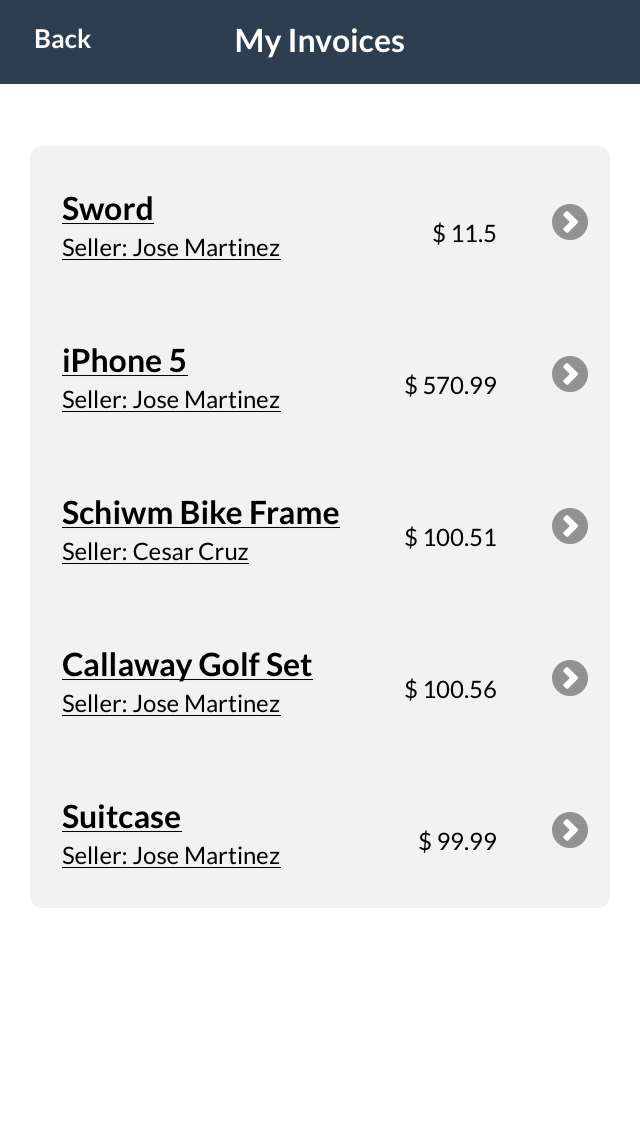 Back
My Invoices
Sword
Seller: Jose Martinez
$ 11.5
iPhone 5
Seller: Jose Martinez
$ 570.99
Schiwm Bike Frame
Seller: Cesar Cruz
$ 100.51
Callaway Golf Set
Seller: Jose Martinez
$ 100.56
Suitcase
Seller: Jose Martinez
$ 99.99